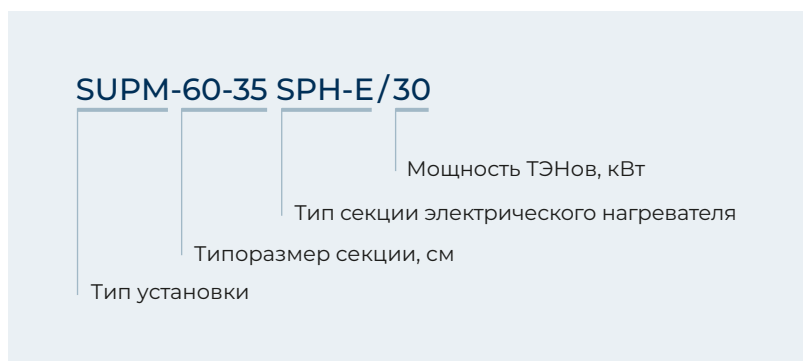 SUPM-60-35 SPH-E/30
Мощность ТЭНов, кВт
Тип секции электрического нагревателя
Типоразмер секции, см
Тип установки